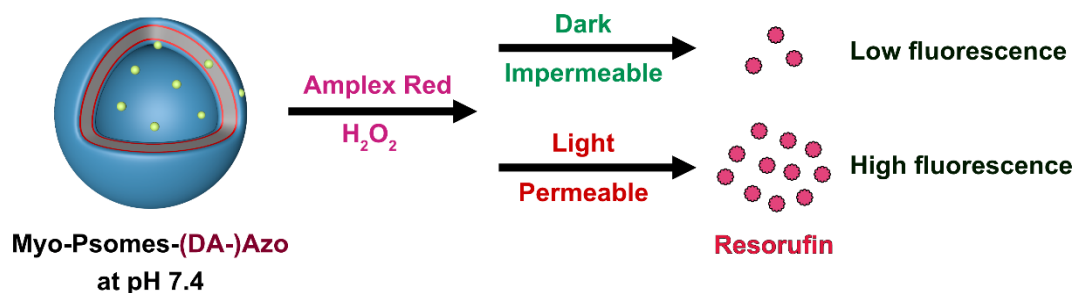 Dark
Impermeable
Low fluorescence
Amplex Red
H₂O₂
Light
Permeable
High fluorescence
Myo-Psomes-(DA-)Azo
at pH 7.4
Resorufin